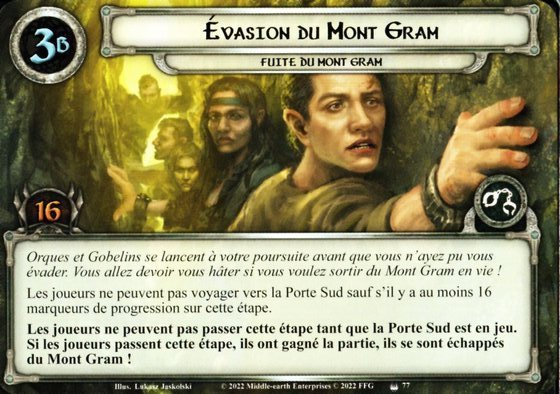 3B
Évasion du Mont Gram
Fuite du Mont Gram
16
Orques et Gobelins se lancent à votre poursuite avant que vous n'ayez pu vous
évader. Vous allez devoir vous hâter si vous voulez sortir du Mont Gram en vie !
Les joueurs ne peuvent pas voyager vers la Porte Sud sauf s'il y a au moins 16
marqueurs de progression sur cette étape.
Les joueurs ne peuvent pas passer cette étape tant que la Porte Sud est en jeu.
Si les joueurs passent cette étape, ils ont gagné la partie, ils se sont échappés
du Mont Gram !
Illus. Lukasz Jaskolski © 2022 Middle-earth Enterprises © 2022 FFG 77